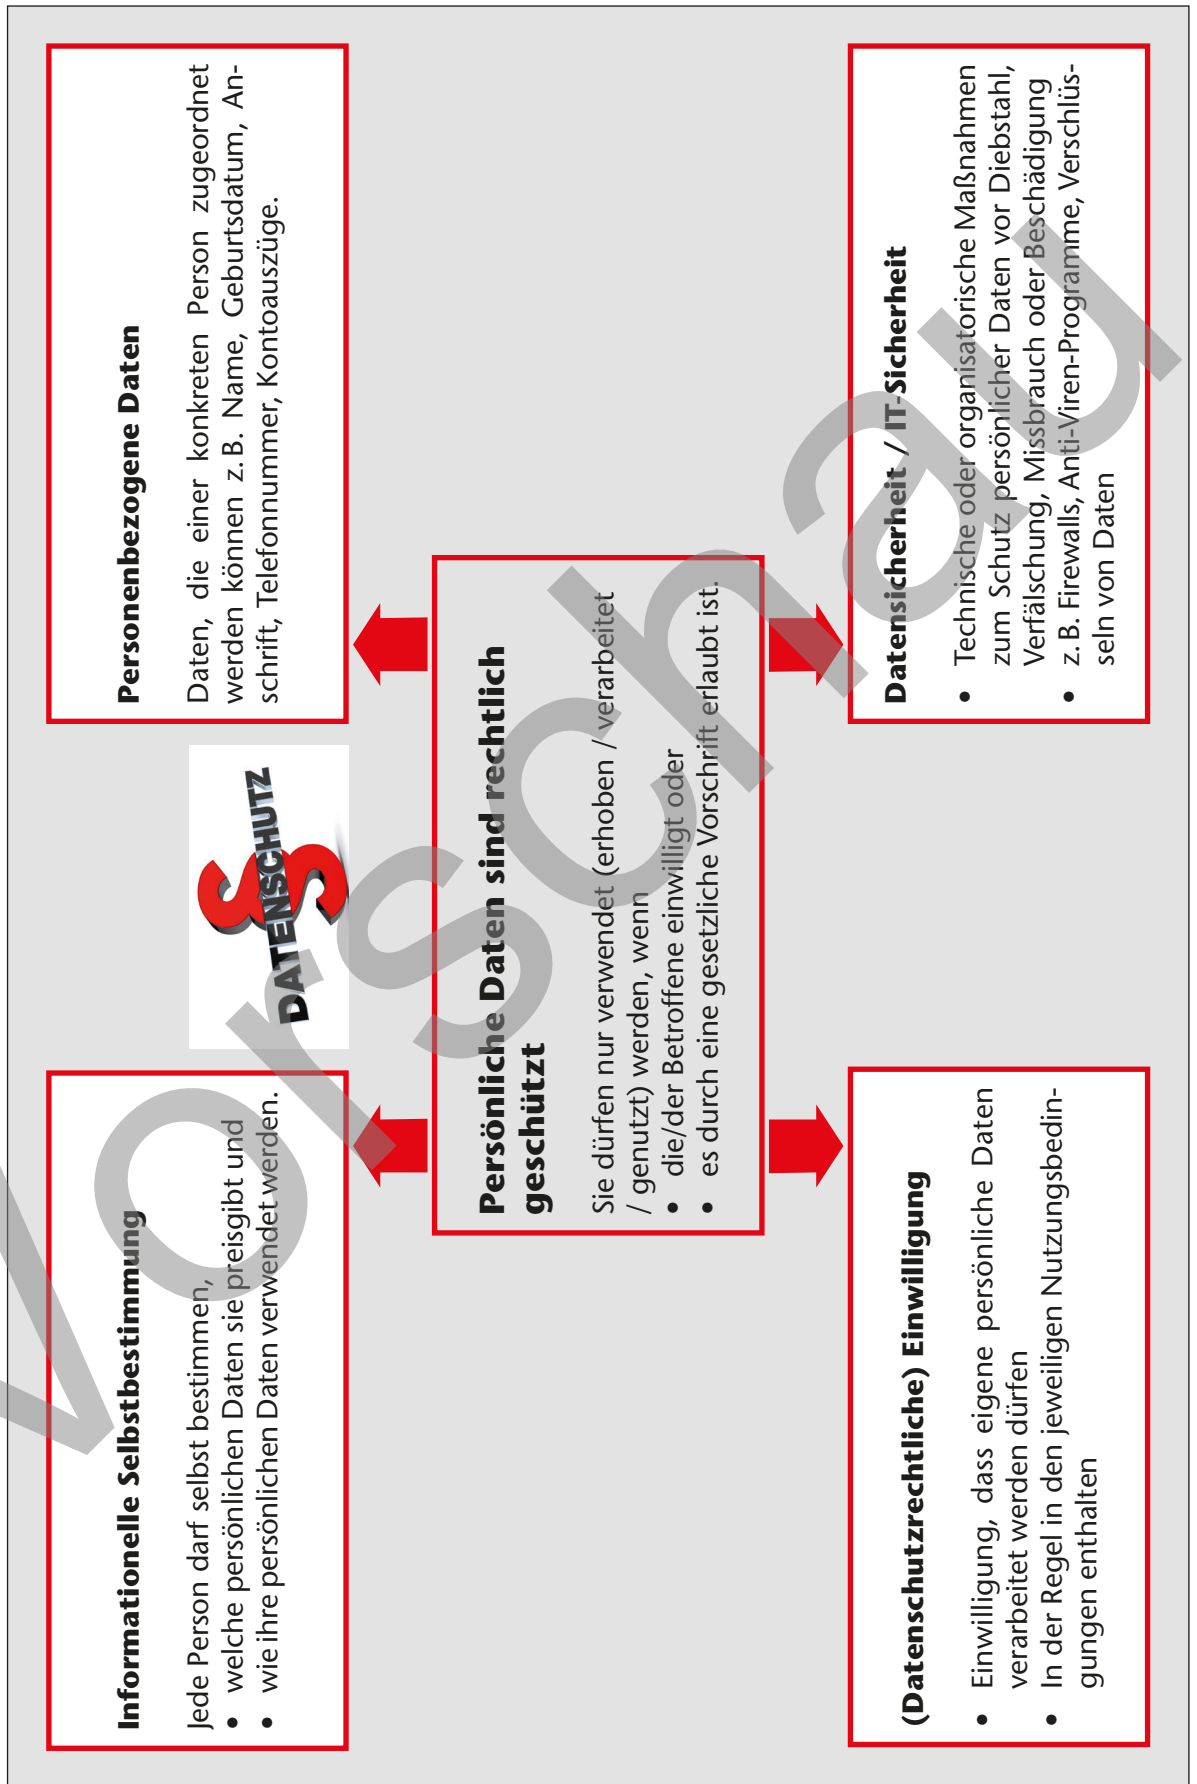 Informationelle Selbstbestimmung
Jede Person darf selbst bestimmen,
• welche persönlichen Daten sie preisgibt und
• wie ihre persönlichen Daten verwendet werden.
DATENSCHUTZ
Personenbezogene Daten
Daten, die einer konkreten Person zugeordnet
werden können z. B. Name, Geburtsdatum, An-
schrift, Telefonnummer, Kontoauszüge.
Persönliche Daten sind rechtlich
geschützt
Sie dürfen nur verwendet (erhoben / verarbeitet
/ genutzt) werden, wenn
• die/der Betroffene einwilligt oder
• es durch eine gesetzliche Vorschrift erlaubt ist.
(Datenschutzrechtliche) Einwilligung
• Einwilligung, dass eigene persönliche Daten
verarbeitet werden dürfen
• In der Regel in den jeweiligen Nutzungsbedin-
gungen enthalten
Datensicherheit / IT-Sicherheit
• Technische oder organisatorische Maßnahmen
zum Schutz persönlicher Daten vor Diebstahl,
Verfälschung, Missbrauch oder Beschädigung
• z. B. Firewalls, Anti-Viren-Programme, Verschlüs-
seln von Daten
Vorschau